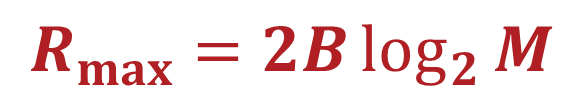 R_max = 2B log_2 M